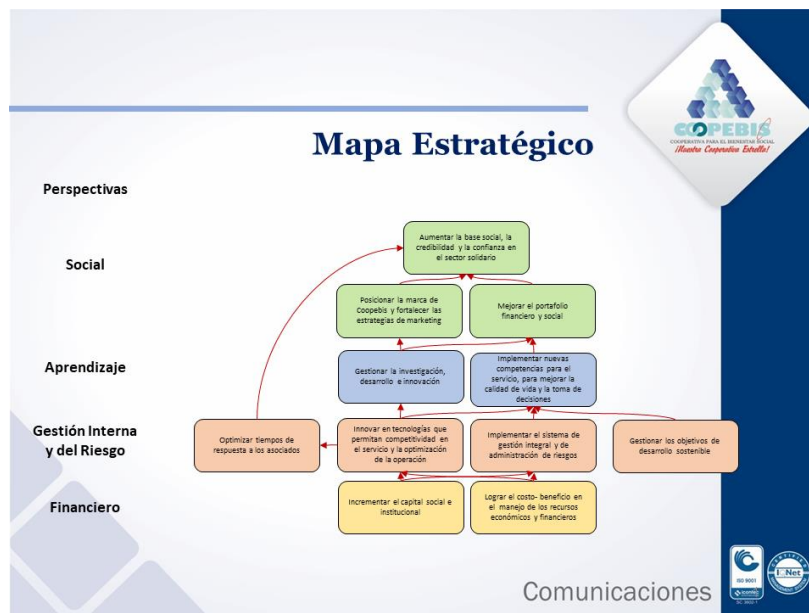 COOPEBIS
COOPERATIVA PARA EL BIENESTAR SOCIAL
¡Nuestra Cooperativa Estrella!
Mapa Estratégico
Perspectivas
Social
Aumentar la base social, la
credibilidad y la confianza en
el sector solidario
Posicionar la marca de
Coopebis y fortalecer las
estrategias de marketing
Mejorar el portafolio
financiero y social
Aprendizaje
Gestionar la investigación,
desarrollo e innovación
Implementar nuevas
competencias para el
servicio, para mejorar la
calidad de vida y la toma de
decisiones
Gestión Interna
y del Riesgo
Optimizar tiempos de
respuesta a los asociados
Innovar en tecnologías que
permitan competitividad en
el servicio y la optimización
de la operación
Implementar el sistema de
gestión integral y de
administración de riesgos
Gestionar los objetivos de
desarrollo sostenible
Financiero
Incrementar el capital social e
institucional
Lograr el costo- beneficio en
el manejo de los recursos
económicos y financieros
Comunicaciones
ISO 9001
icontec
IQNet